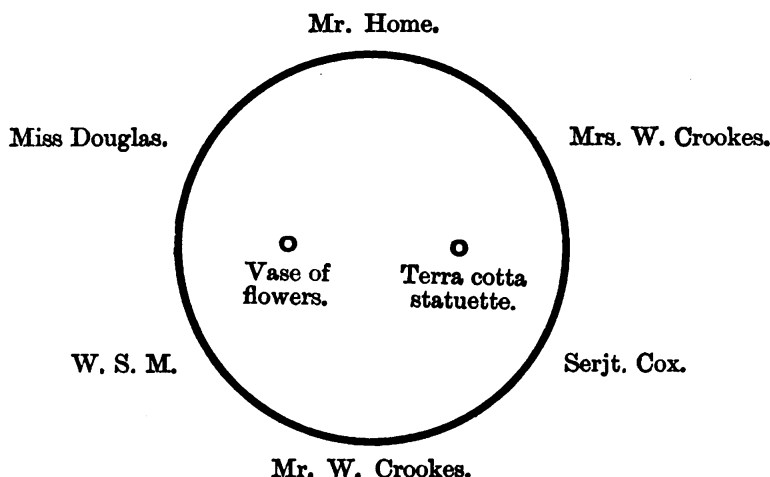 Mr. Home.
Miss Douglas.
Mrs. W. Crookes.
Vase of
flowers.
Terra cotta
statuette.
W. S. M.
Serjt. Cox.
Mr. W. Crookes.